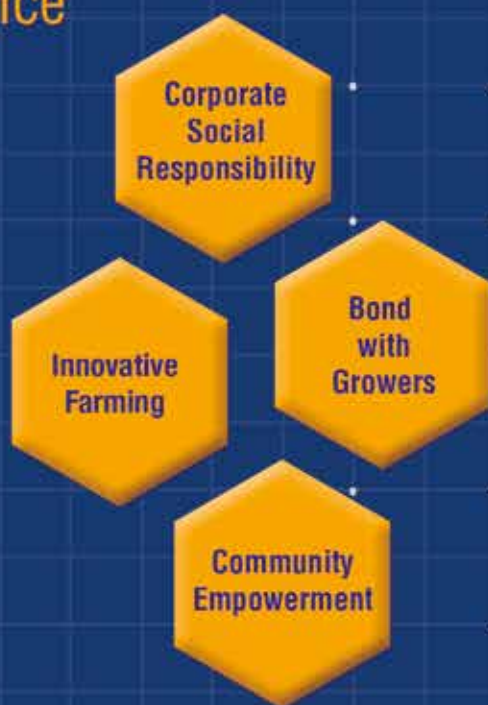 Corporate
Social
Responsibility
Bond
with
Growers
Innovative
Farming
Community
Empowerment